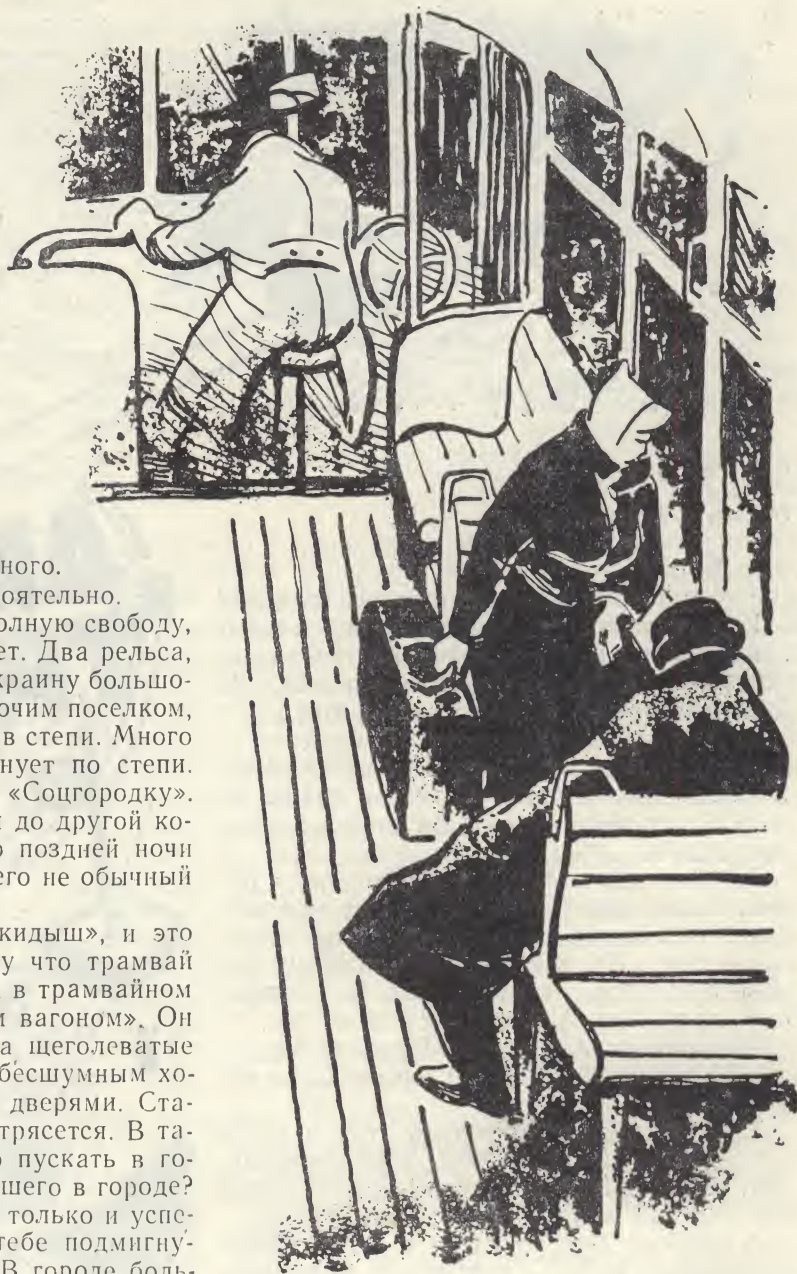 ного.
оятельно.
олную свободу,
ет. Два рельса,
краину большо-
очим поселком,
в степи. Много
нует по степи.
«Соцгородку».
и до другой ко-
о поздней ночи
его не обычный
кидыш», и это
у что трамвай
в трамвайном
м вагоном». Он
а щеголеватые
бесшумным хо-
дверями. Ста-
трясется. В та-
о пускать в го-
шего в городе?
только и успе-
тебе подмигну-
В городе боль-